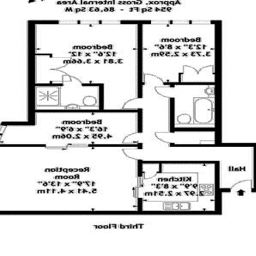 Approx. Gross Internal Area
954 Sq Ft - 88.63 Sq M
Bedroom
12'6" x 12'
3.81 x 3.66m
Bedroom
12'3" x 8'6"
3.73 x 2.59m
Bedroom
16'3" x 6'9"
4.95 x 2.06m
Reception
Room
17'9" x 13'6"
5.41 x 4.11m
Kitchen
9'9" x 8'3"
2.97 x 2.51m
Hall
Third Floor